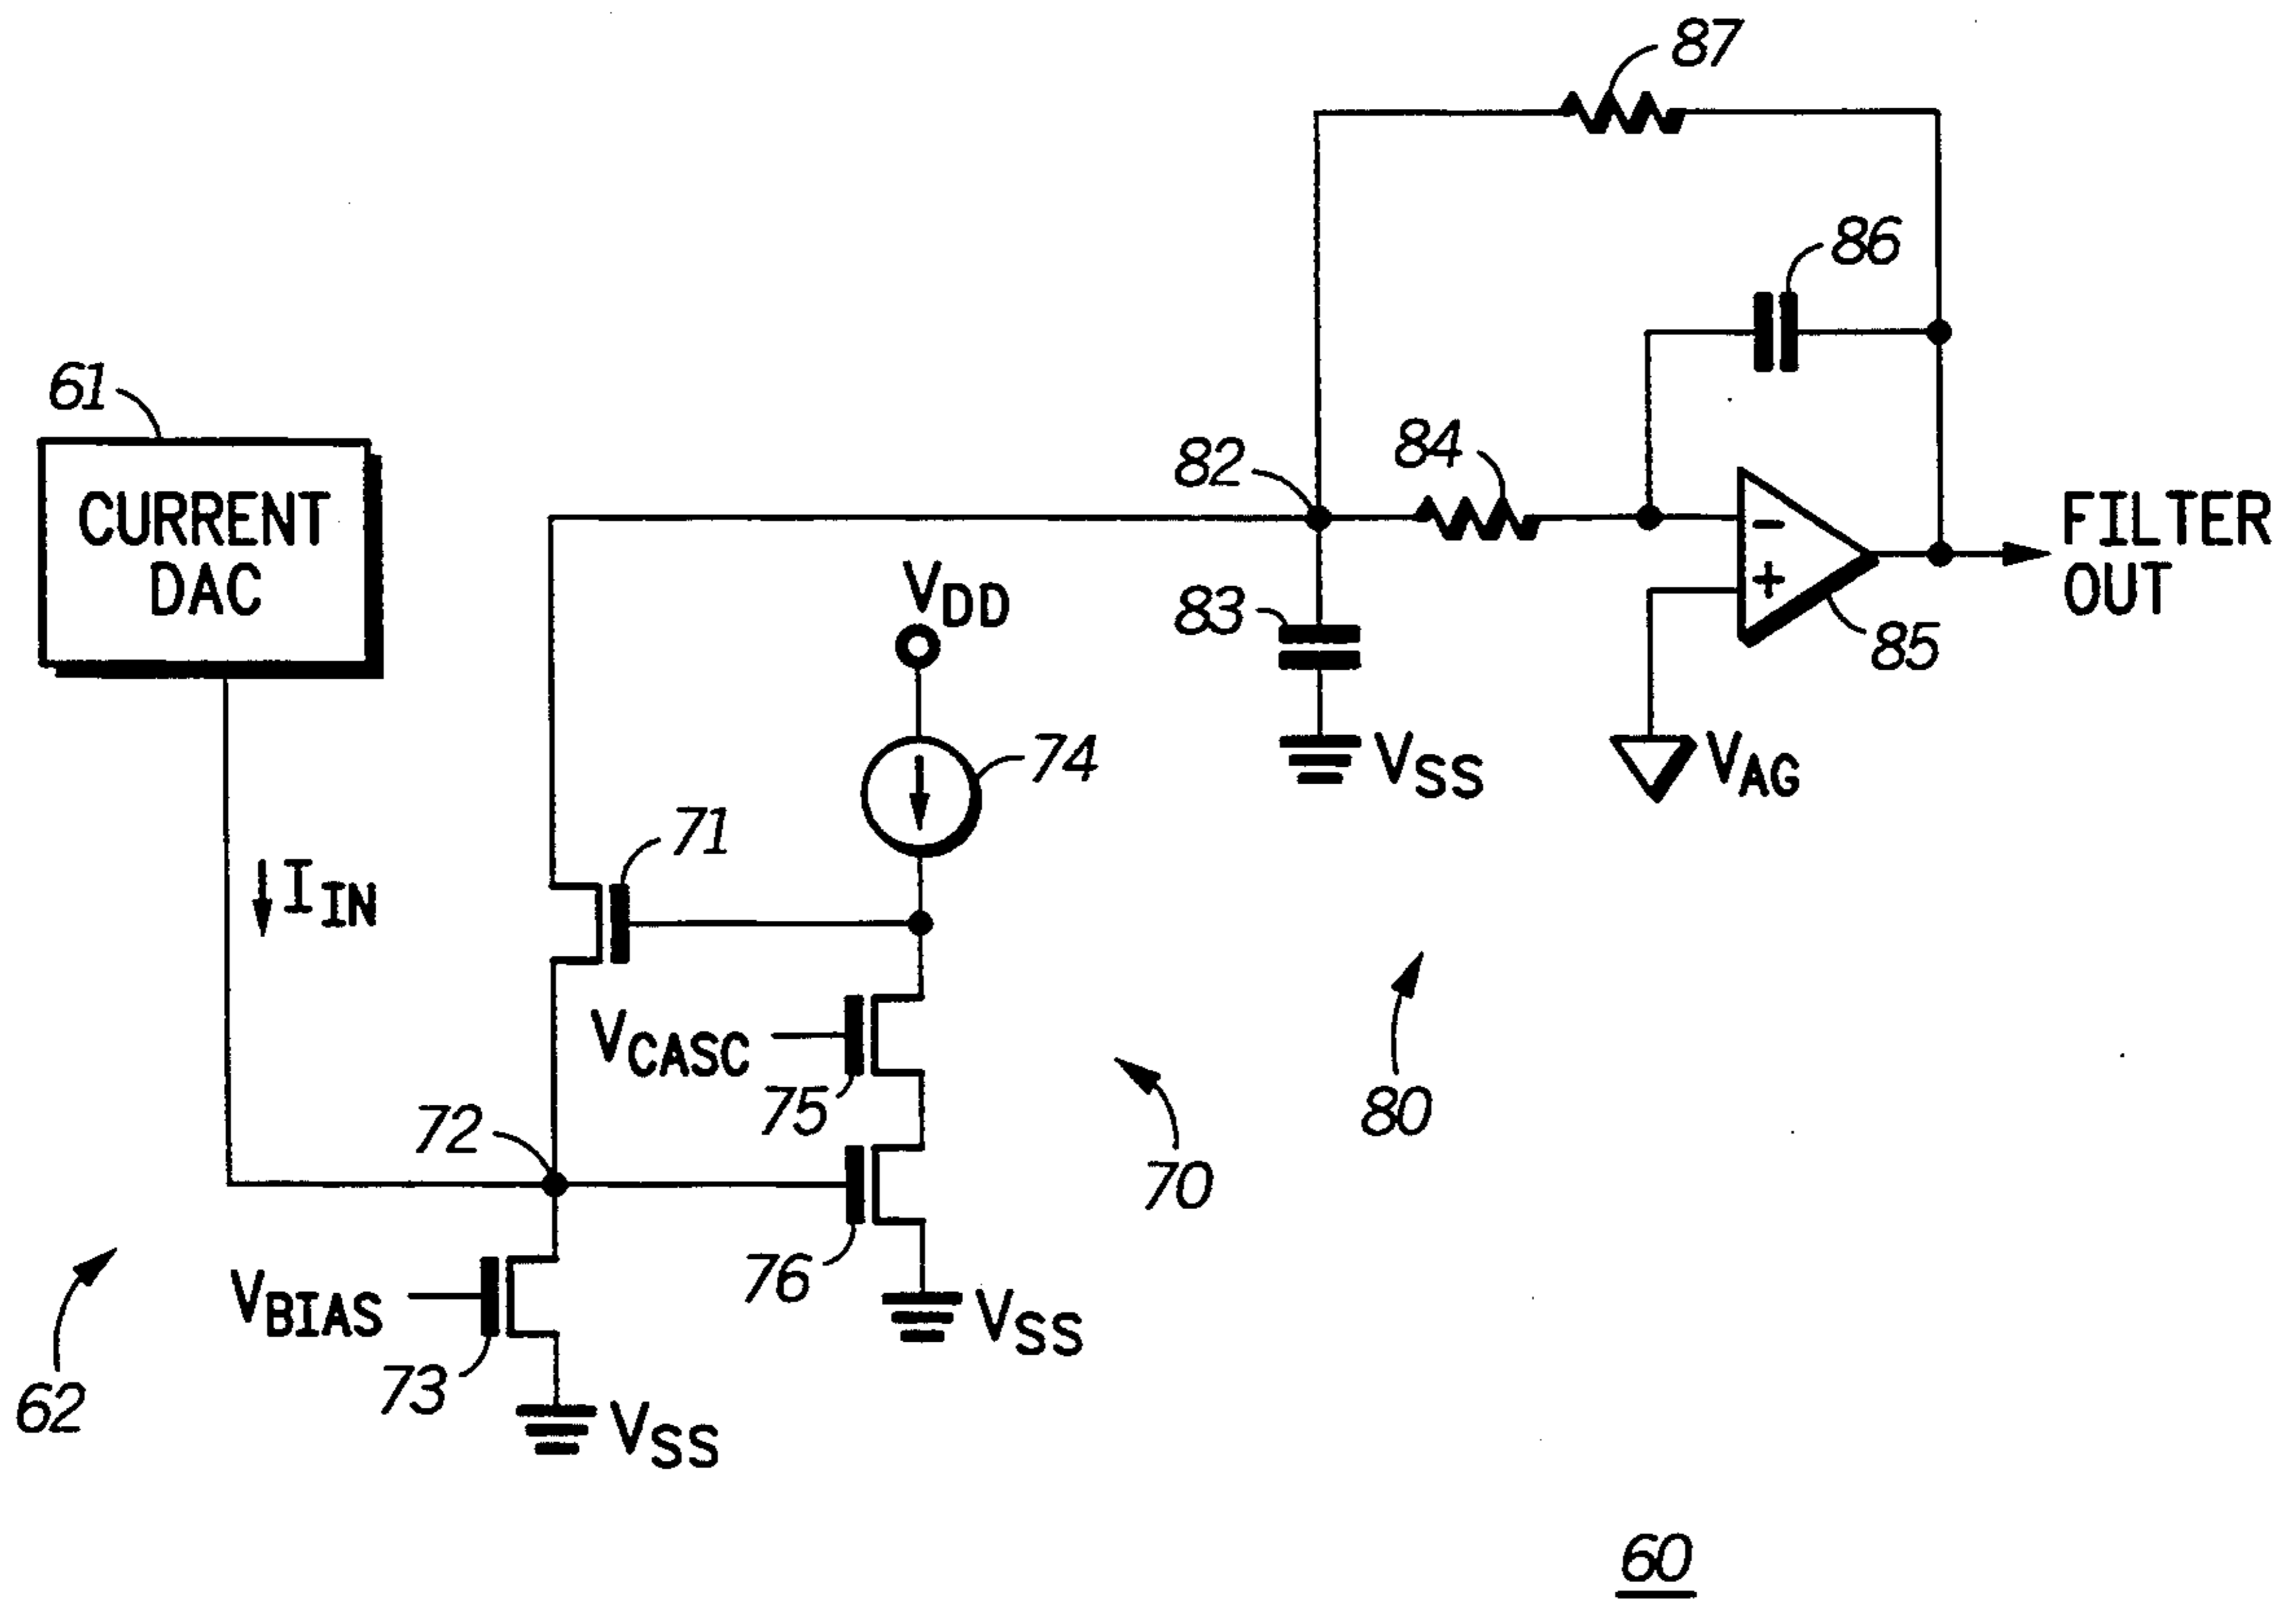 87
86
61
84
82
CURRENT
DAC
FILTER
OUT
−
+
83
85
VDD
74
VSS
VAG
71
IIN
VCASC
75
72
80
70
76
VBIAS
VSS
73
62
VSS
60